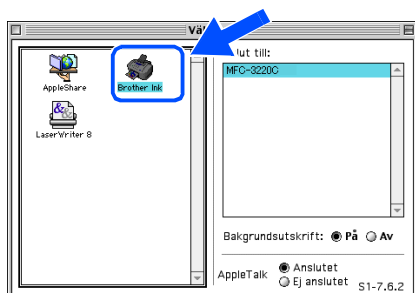 Väl
ut till:
MFC-3220C
AppleShare
Brother Ink
LaserWriter 8
Bakgrundsutskrift: På Av
AppleTalk Anslutet
Ej anslutet
S1-7.6.2